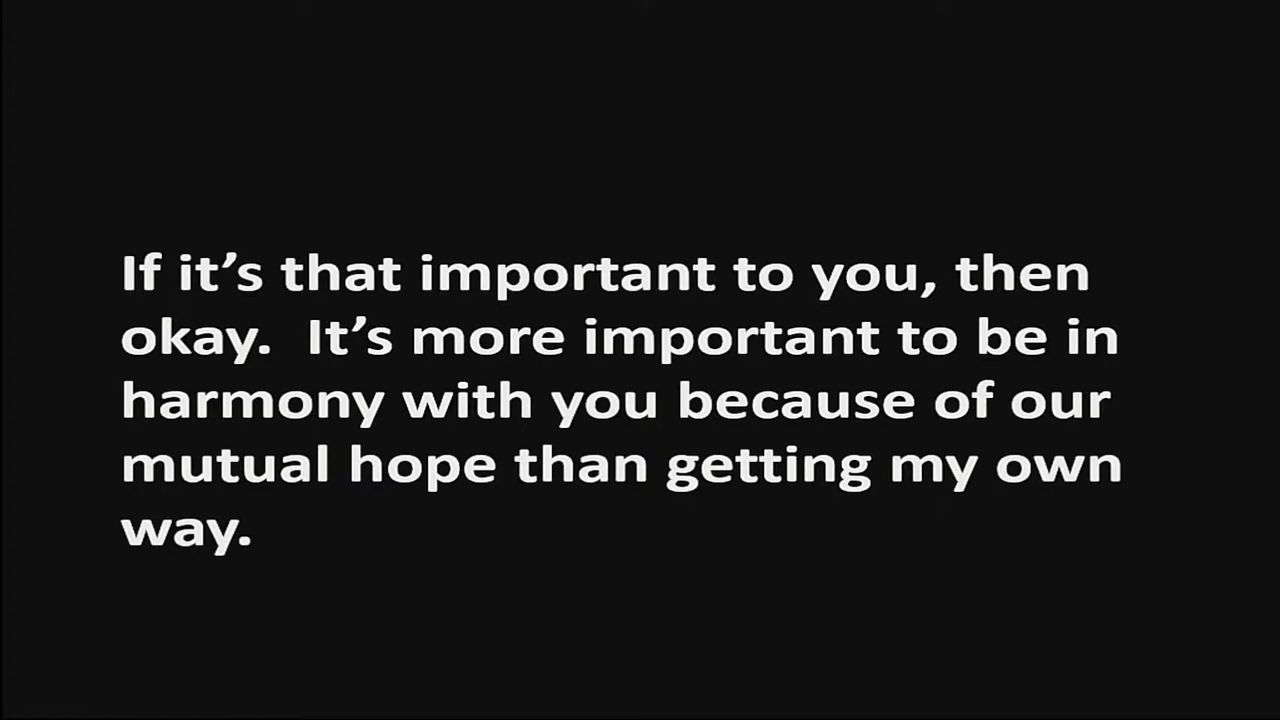 If it’s that important to you, then
okay.  It’s more important to be in
harmony with you because of our
mutual hope than getting my own
way.